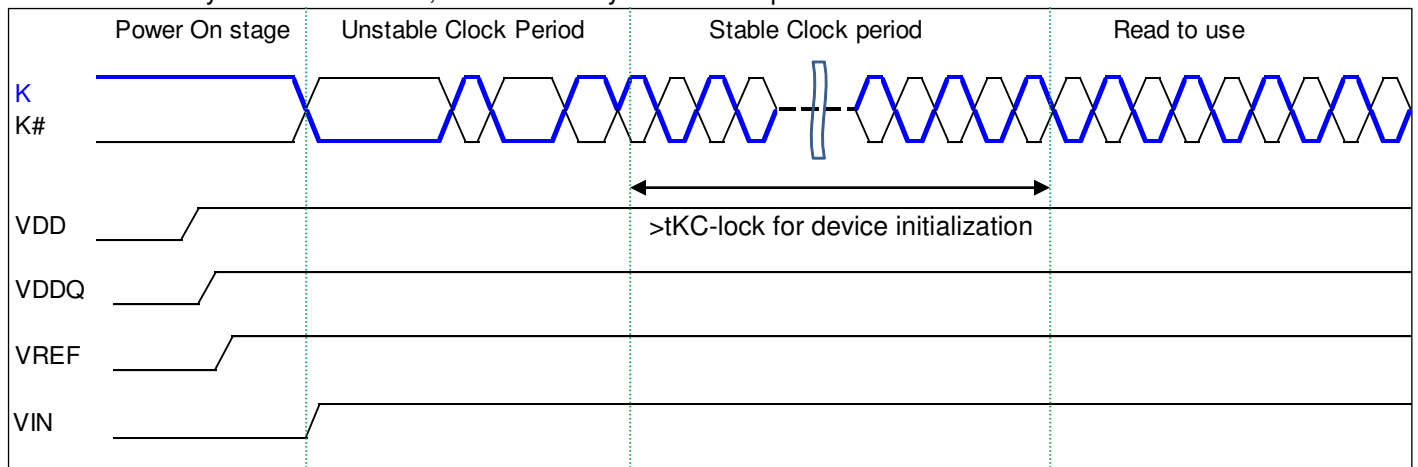 Power On stage Unstable Clock Period Stable Clock period Read to use
K
K#
>tKC-lock for device initialization
VDD
VDDQ
VREF
VIN